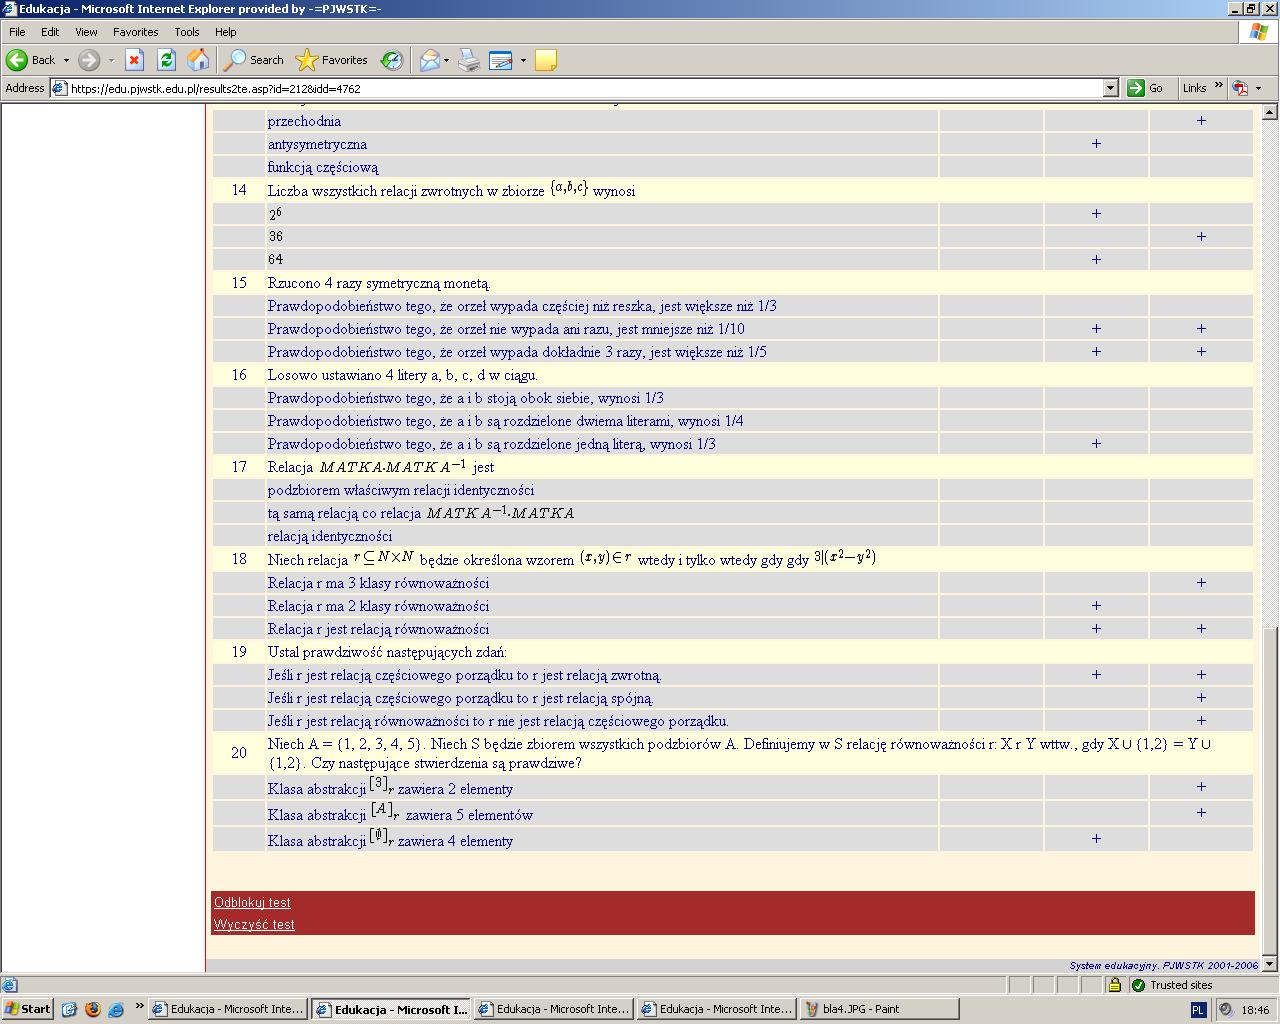 Edukacja - Microsoft Internet Explorer provided by -=PJWSTK=-
File Edit View Favorites Tools Help
Back Search Favorites
Address https://edu.pjwstk.edu.pl/results2te.asp?id=212&idd=4762 Go Links »
przechodnia +
antysymetryczna +
funkcją częściową
14 Liczba wszystkich relacji zwrotnych w zbiorze {a,b,c} wynosi
2⁶ +
36 +
64 +
15 Rzucono 4 razy symetryczną monetą.
Prawdopodobieństwo tego, że orzeł wypada częściej niż reszka, jest większe niż 1/3
Prawdopodobieństwo tego, że orzeł nie wypada ani razu, jest mniejsze niż 1/10 + +
Prawdopodobieństwo tego, że orzeł wypada dokładnie 3 razy, jest większe niż 1/5 + +
16 Losowo ustawiano 4 litery a, b, c, d w ciągu.
Prawdopodobieństwo tego, że a i b stoją obok siebie, wynosi 1/3
Prawdopodobieństwo tego, że a i b są rozdzielone dwiema literami, wynosi 1/4
Prawdopodobieństwo tego, że a i b są rozdzielone jedną literą, wynosi 1/3 +
17 Relacja MATKA·MATKA⁻¹ jest
podzbiorem właściwym relacji identyczności
tą samą relacją co relacja MATKA⁻¹·MATKA
relacją identyczności
18 Niech relacja r⊆N×N będzie określona wzorem (x,y)∈r wtedy i tylko wtedy gdy gdy 3|(x²−y²)
Relacja r ma 3 klasy równoważności +
Relacja r ma 2 klasy równoważności +
Relacja r jest relacją równoważności + +
19 Ustal prawdziwość następujących zdań:
Jeśli r jest relacją częściowego porządku to r jest relacją zwrotną. + +
Jeśli r jest relacją częściowego porządku to r jest relacją spójną. +
Jeśli r jest relacją równoważności to r nie jest relacją częściowego porządku. +
20 Niech A = {1, 2, 3, 4, 5}. Niech S będzie zbiorem wszystkich podzbiorów A. Definiujemy w S relację równoważności r: X r Y wttw., gdy X ∪ {1,2} = Y ∪
{1,2}. Czy następujące stwierdzenia są prawdziwe?
Klasa abstrakcji [3]r zawiera 2 elementy +
Klasa abstrakcji [A]r zawiera 5 elementów +
Klasa abstrakcji [∅]r zawiera 4 elementy +
Odblokuj test
Wyczyść test
System edukacyjny. PJWSTK 2001-2006
Trusted sites
Start » Edukacja - Microsoft Inte... Edukacja - Microsoft I... Edukacja - Microsoft Inte... Edukacja - Microsoft Inte... bla4.JPG - Paint PL 18:46